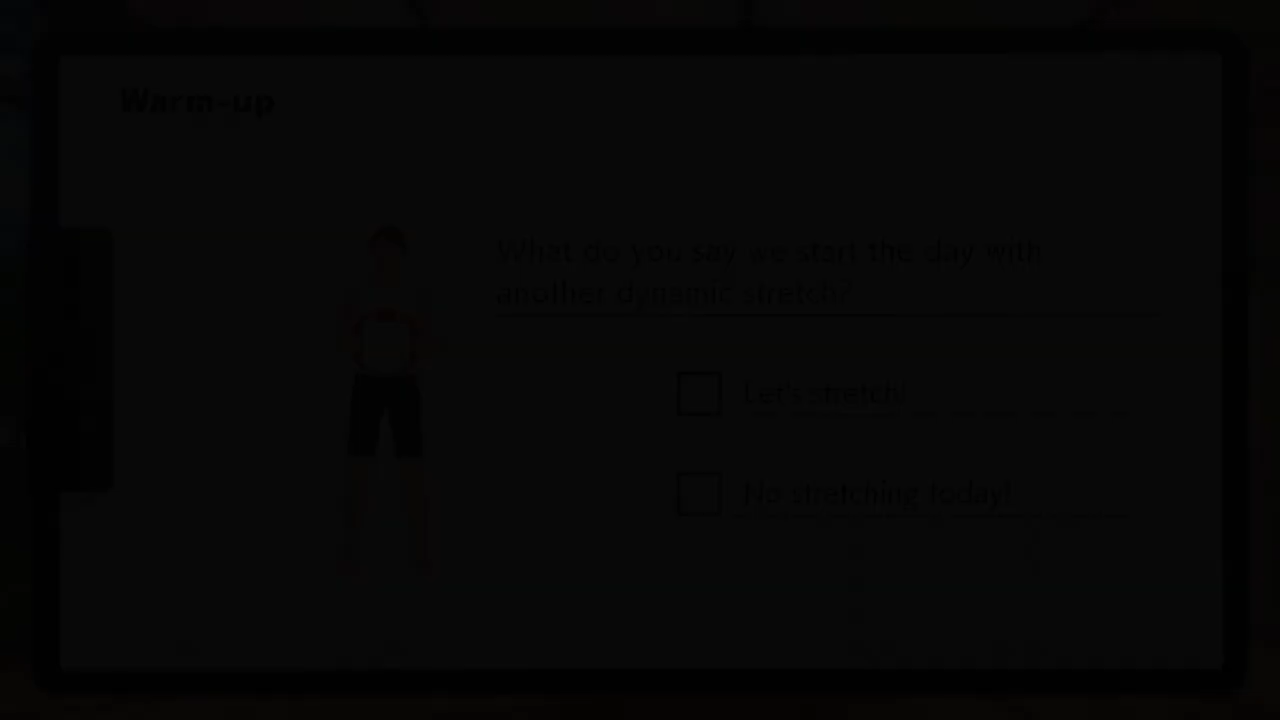 Warm-up
What do you say we start the day with
another dynamic stretch?
Let's stretch!
No stretching today!